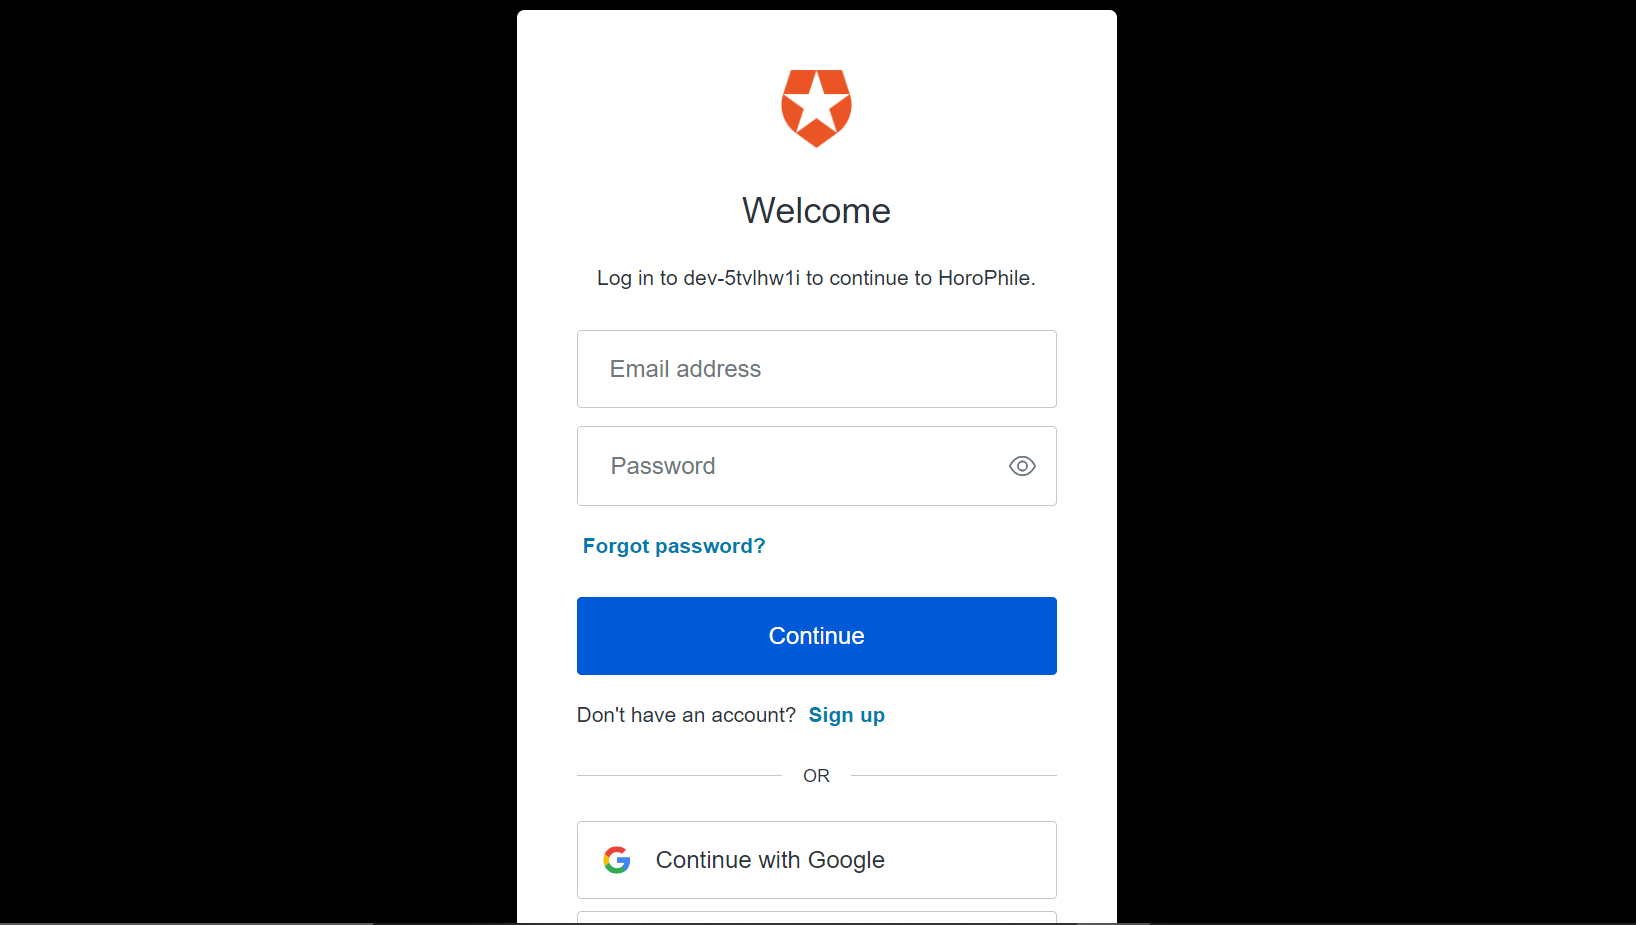 Welcome
Log in to dev-5tvlhw1i to continue to HoroPhile.
Email address
Password
Forgot password?
Continue
Don't have an account? Sign up
OR
Continue with Google